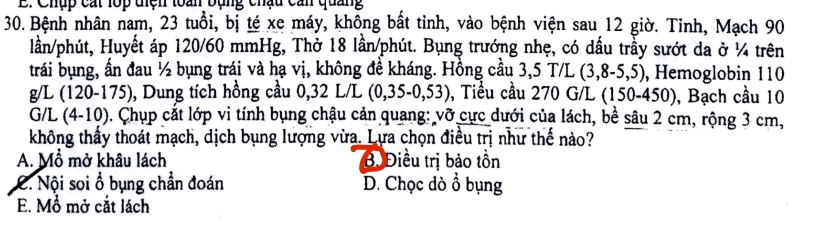 E. Chụp cắt lớp điện toán bụng chậu cản quang
30. Bệnh nhân nam, 23 tuổi, bị té xe máy, không bất tỉnh, vào bệnh viện sau 12 giờ. Tỉnh, Mạch 90
lần/phút, Huyết áp 120/60 mmHg, Thở 18 lần/phút. Bụng trướng nhẹ, có dấu trầy sướt da ở ¼ trên
trái bụng, ấn đau ½ bụng trái và hạ vị, không đề kháng. Hồng cầu 3,5 T/L (3,8-5,5), Hemoglobin 110
g/L (120-175), Dung tích hồng cầu 0,32 L/L (0,35-0,53), Tiểu cầu 270 G/L (150-450), Bạch cầu 10
G/L (4-10). Chụp cắt lớp vi tính bụng chậu cản quang: vỡ cực dưới của lách, bề sâu 2 cm, rộng 3 cm,
không thấy thoát mạch, dịch bụng lượng vừa. Lựa chọn điều trị như thế nào?
A. Mổ mở khâu lách B. Điều trị bảo tồn
C. Nội soi ổ bụng chẩn đoán D. Chọc dò ổ bụng
E. Mổ mở cắt lách